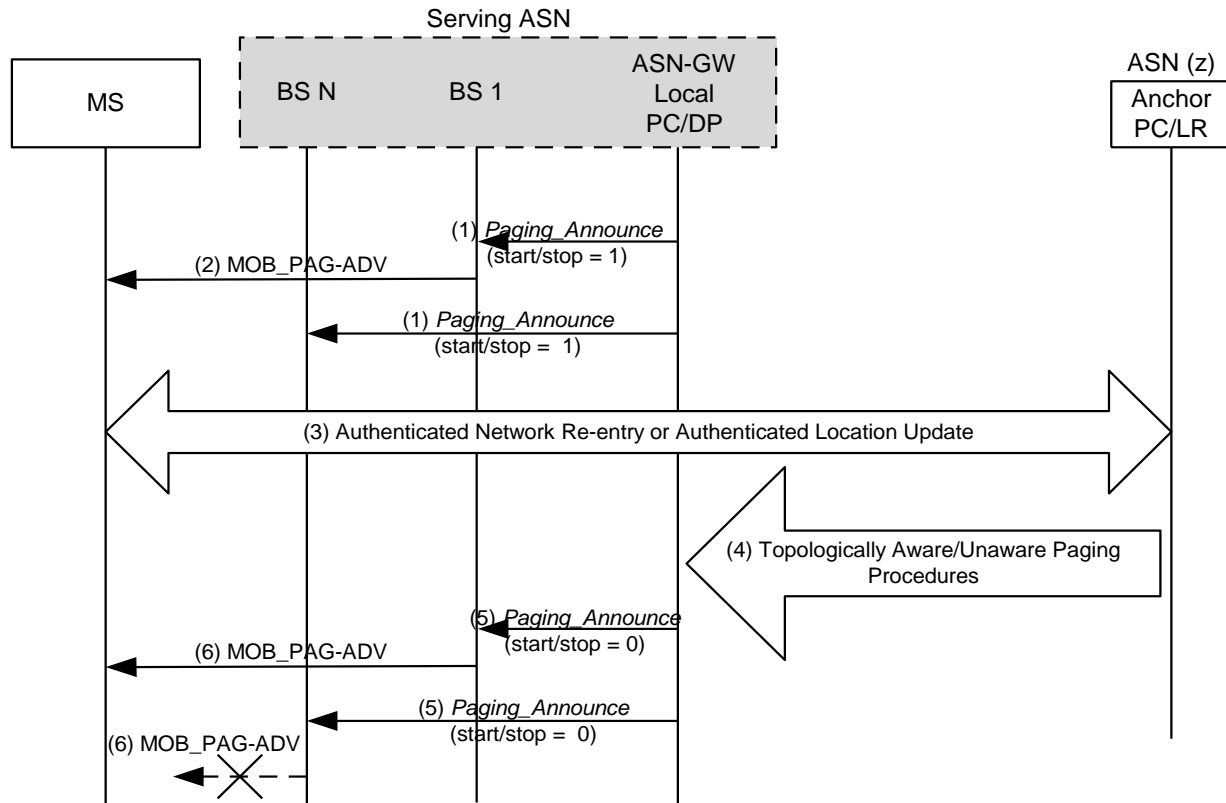 Serving ASN
MS
BS N
BS 1
ASN-GW
Local
PC/DP
ASN (z)
Anchor
PC/LR
(1) Paging_Announce
(start/stop = 1)
(2) MOB_PAG-ADV
(1) Paging_Announce
(start/stop =  1)
(3) Authenticated Network Re-entry or Authenticated Location Update
(4) Topologically Aware/Unaware Paging
Procedures
(5) Paging_Announce
(start/stop = 0)
(6) MOB_PAG-ADV
(5) Paging_Announce
(start/stop =  0)
(6) MOB_PAG-ADV